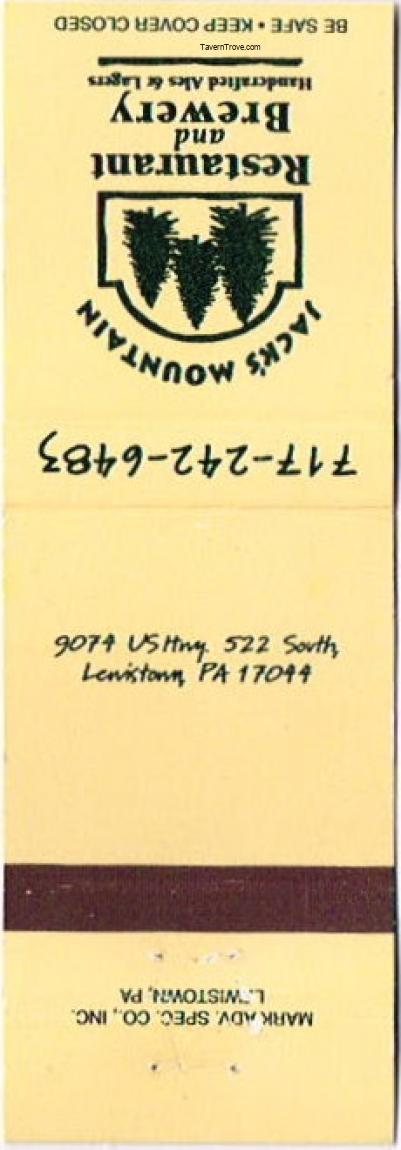 BE SAFE • KEEP COVER CLOSED
TavernTrove.com
JACK'S MOUNTAIN
Restaurant
and
Brewery
Handcrafted Ales & Lagers
717-242-6483
9074 US Hwy. 522 South,
Lewistown, PA 17044
MARK ADV. SPEC. CO., INC.
LEWISTOWN, PA